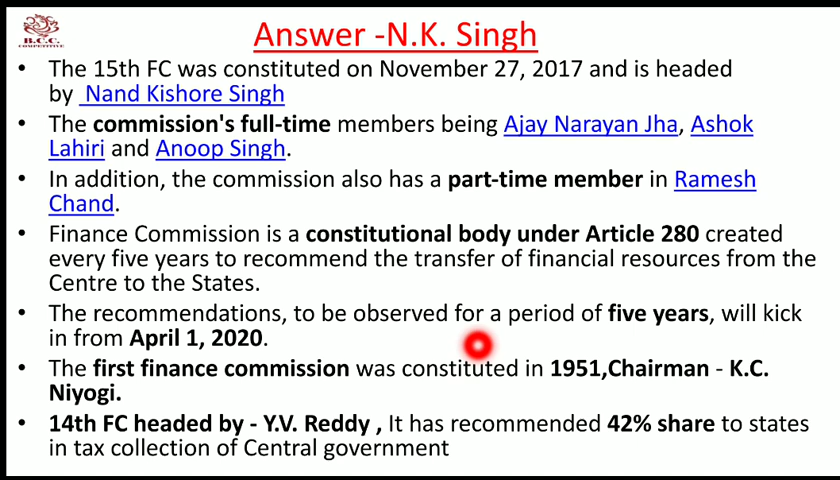 B.C.C.
COMPETITIVE
Answer -N.K. Singh
• The 15th FC was constituted on November 27, 2017 and is headed
by Nand Kishore Singh
• The commission's full-time members being Ajay Narayan Jha, Ashok
Lahiri and Anoop Singh.
• In addition, the commission also has a part-time member in Ramesh
Chand.
• Finance Commission is a constitutional body under Article 280 created
every five years to recommend the transfer of financial resources from the
Centre to the States.
• The recommendations, to be observed for a period of five years, will kick
in from April 1, 2020.
• The first finance commission was constituted in 1951,Chairman - K.C.
Niyogi.
• 14th FC headed by - Y.V. Reddy , It has recommended 42% share to states
in tax collection of Central government